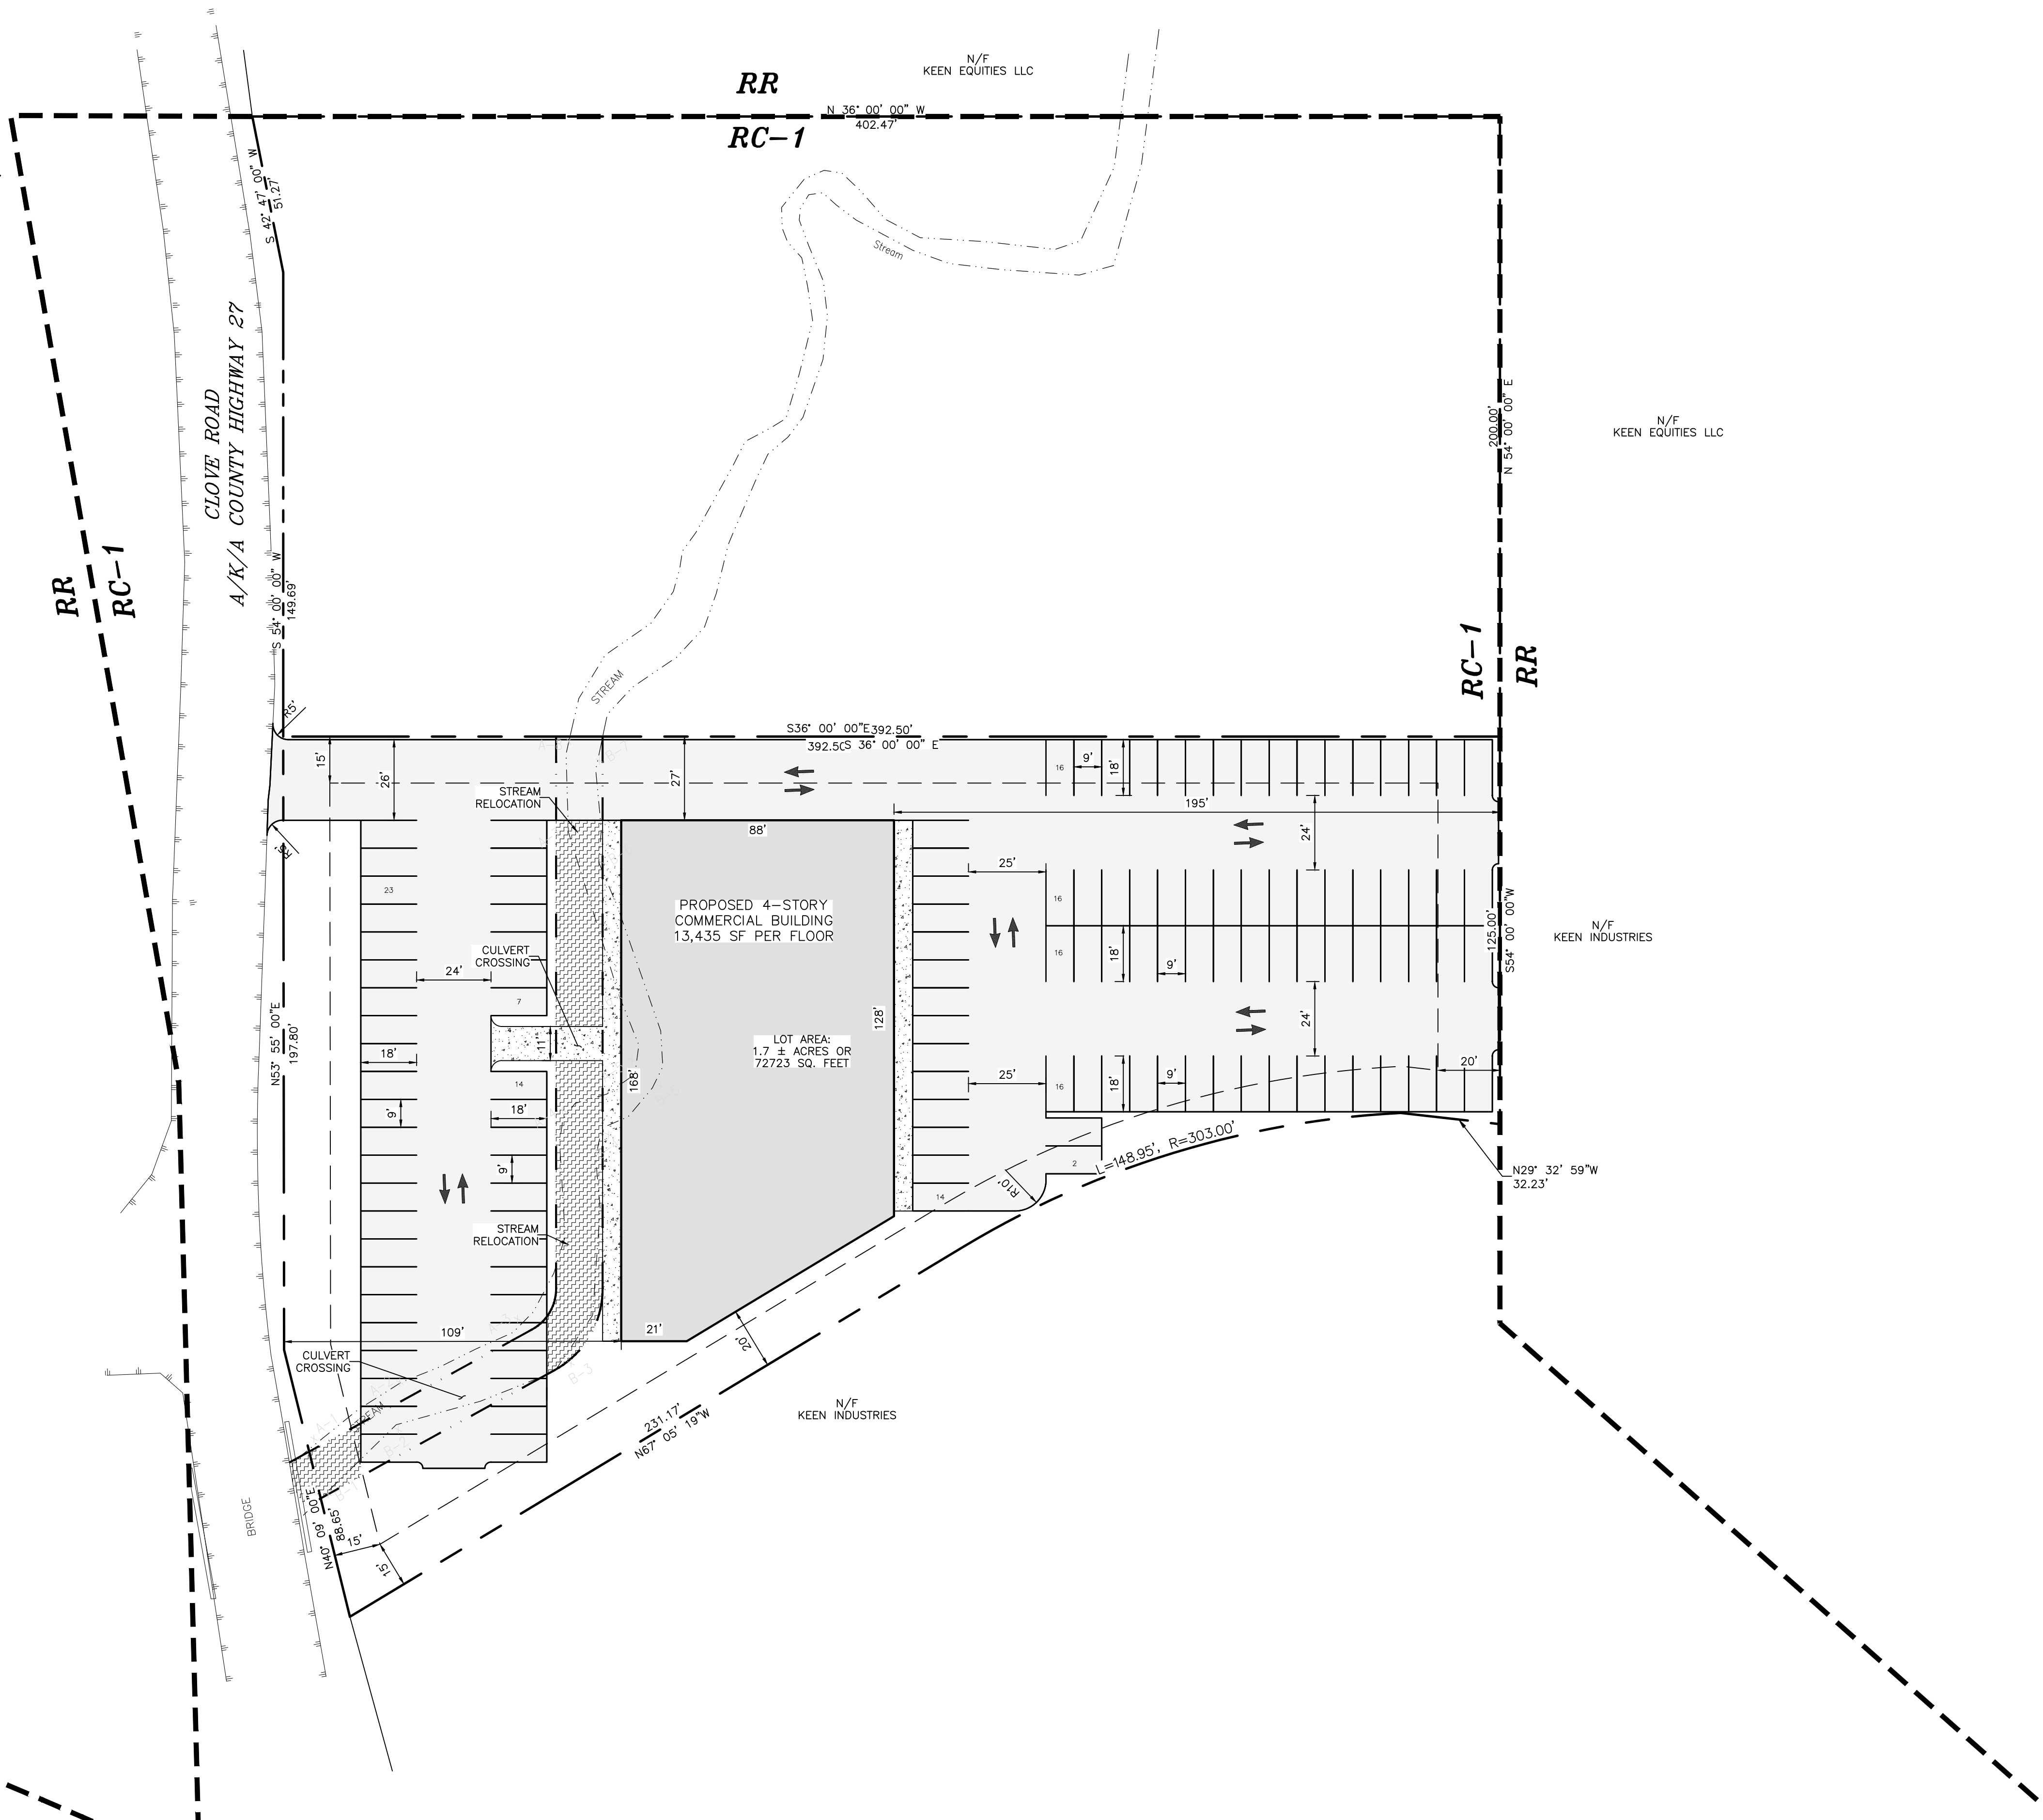 N/F
KEEN EQUITIES LLC
RR
N 36° 00' 00" W
402.47'
RC-1
S 42° 47' 00" W
51.27'
Stream
CLOVE ROAD
A/K/A COUNTY HIGHWAY 27
200.00'
N 54° 00' 00" E
N/F
KEEN EQUITIES LLC
RR
RC-1
S 54° 00' 00" W
149.69'
RC-1
RR
STREAM
R5'
S36° 00' 00"E
392.50'
392.50
S 36° 00' 00" E
15'
26'
27'
STREAM
RELOCATION
16
9'
18'
195'
88'
24'
R5'
25'
23
PROPOSED 4-STORY
COMMERCIAL BUILDING
13,435 SF PER FLOOR
16
16
18'
9'
125.00'
S54° 00' 00"W
N/F
KEEN INDUSTRIES
CULVERT
CROSSING
24'
7
128'
24'
N53° 55' 00"E
197.80'
11'
LOT AREA:
1.7 ± ACRES OR
72723 SQ. FEET
18'
168'
14
25'
16
18'
9'
20'
9'
18'
L=148.95', R=303.00'
9'
2
R10'
14
N29° 32' 59"W
32.23'
STREAM
RELOCATION
109'
21'
20'
CULVERT
CROSSING
B-3
A-1
STREAM
B-2
B-1
231.17'
N67° 05' 19"W
N/F
KEEN INDUSTRIES
BRIDGE
N40° 09' 00"E
88.65'
15'
15'